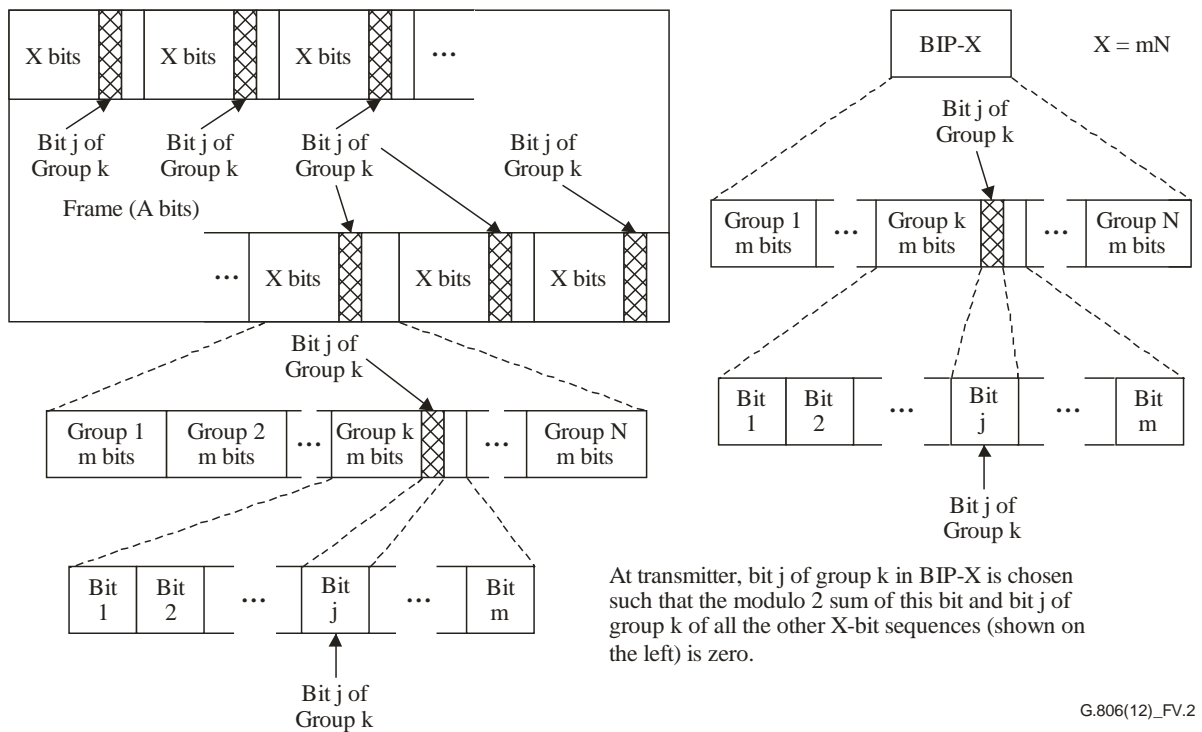 X bits X bits X bits ...
Bit j of Group k
Bit j of Group k
Bit j of Group k
Bit j of Group k
Frame (A bits)
... X bits X bits X bits
Bit j of Group k
Group 1 m bits
Group 2 m bits
...
Group k m bits
...
Group N m bits
Bit 1
Bit 2
...
Bit j
...
Bit m
Bit j of Group k
BIP-X
X = mN
Bit j of Group k
Group 1 m bits
...
Group k m bits
...
Group N m bits
Bit 1
Bit 2
...
Bit j
...
Bit m
Bit j of Group k
At transmitter, bit j of group k in BIP-X is chosen
such that the modulo 2 sum of this bit and bit j of
group k of all the other X-bit sequences (shown on
the left) is zero.
G.806(12)_FV.2